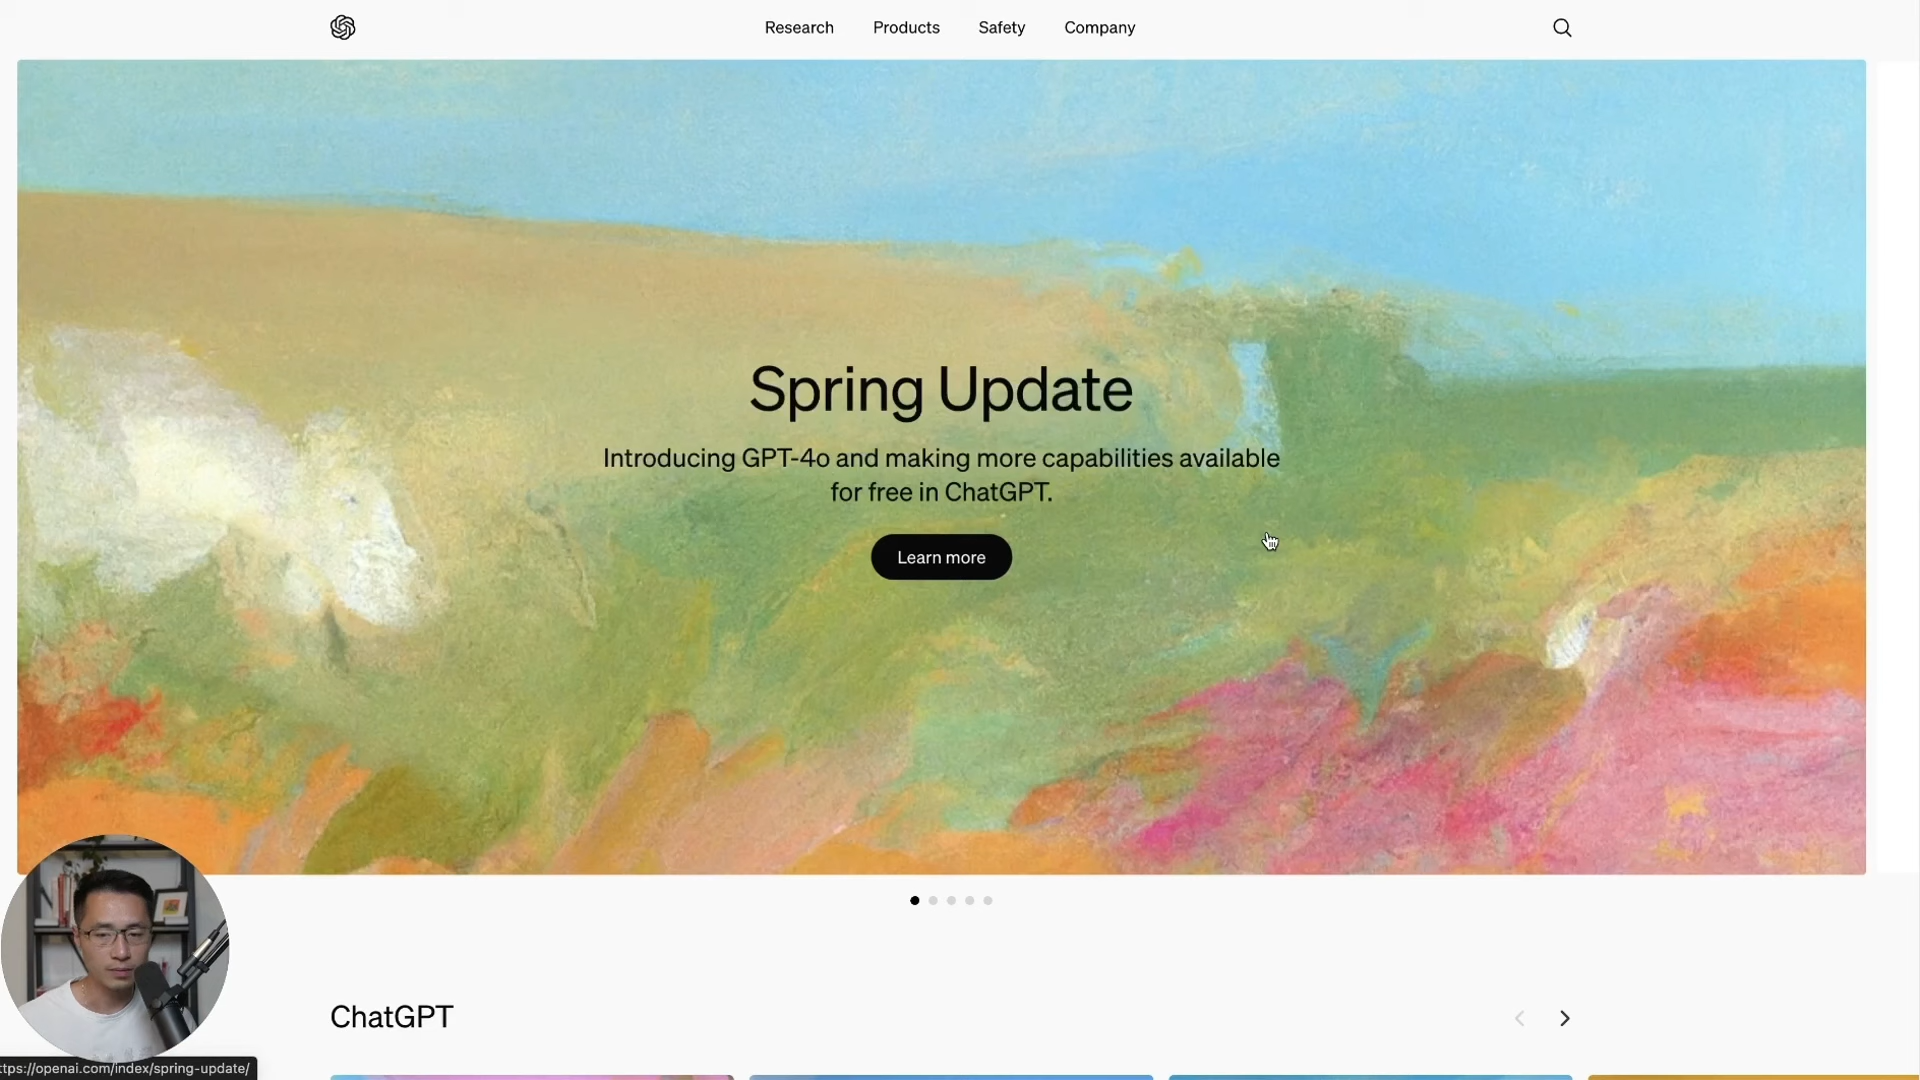 Research
Products
Safety
Company
Spring Update
Introducing GPT-4o and making more capabilities available
for free in ChatGPT.
Learn more
ChatGPT
ttps://openai.com/index/spring-update/